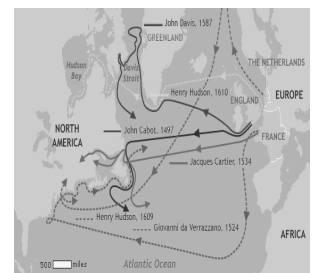 John Davis, 1587
GREENLAND
Hudson
Bay
Davis
Strait
THE NETHERLANDS
Henry Hudson, 1610
EUROPE
ENGLAND
NORTH
AMERICA
John Cabot, 1497
FRANCE
Jacques Cartier, 1534
Henry Hudson, 1609
Giovanni da Verrazzano, 1524
AFRICA
500 miles
Atlantic Ocean